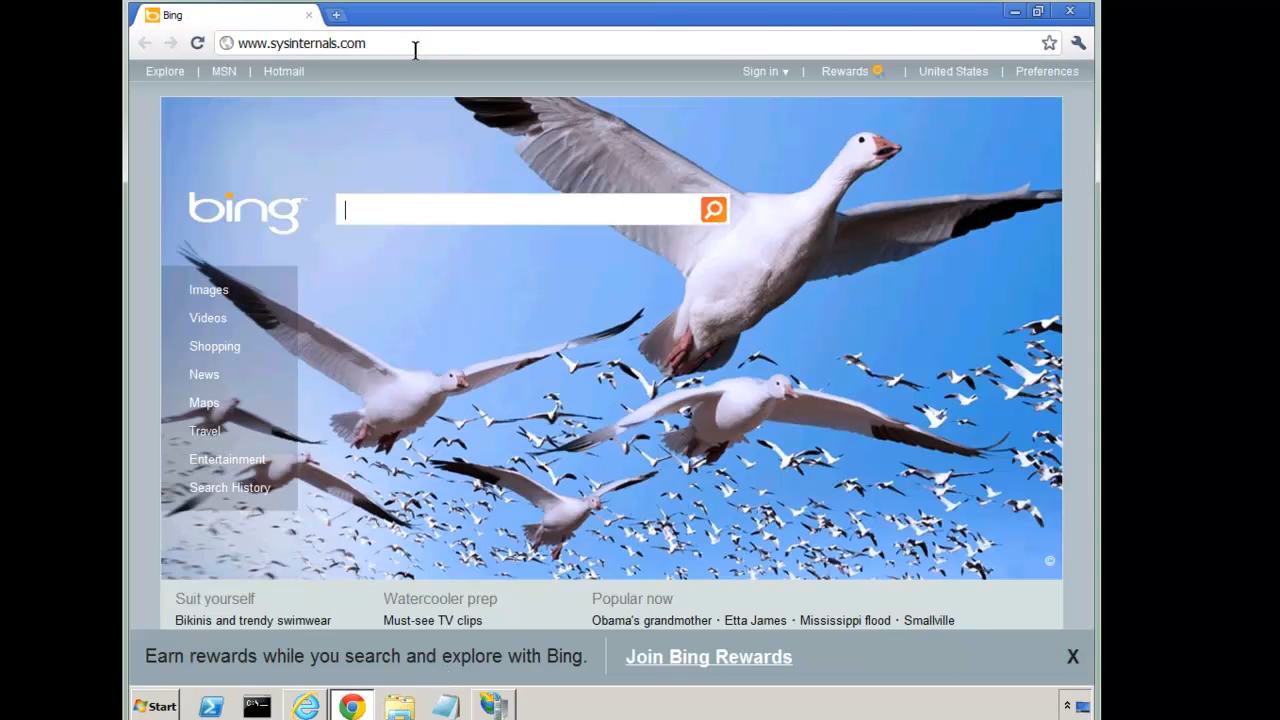 Bing
www.sysinternals.com
Explore | MSN | Hotmail
Sign in ▾ | Rewards | United States | Preferences
bing
Images
Videos
Shopping
News
Maps
Travel
Entertainment
Search History
©
Suit yourself
Bikinis and trendy swimwear
Watercooler prep
Must-see TV clips
Popular now
Obama's grandmother · Etta James · Mississippi flood · Smallville
Earn rewards while you search and explore with Bing.
Join Bing Rewards
X
Start